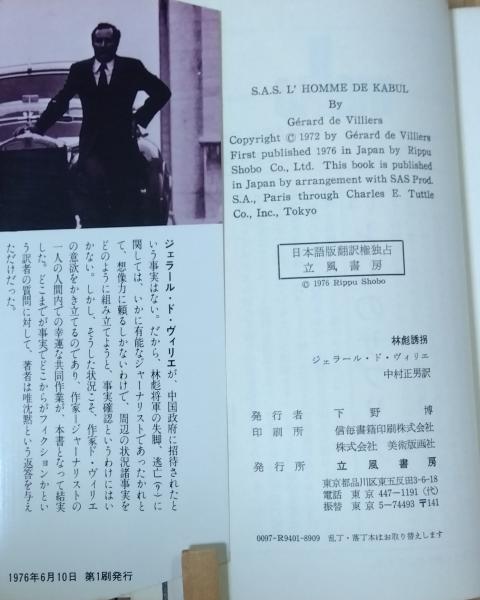 S.A.S. L' HOMME DE KABUL
By
Gérard de Villiers
Copyright © 1972 by Gérard de Villiers
First published 1976 in Japan by Rippu
Shobo Co., Ltd. This book is published
in Japan by arrangement with SAS Prod.
S.A., Paris through Charles E. Tuttle
Co., Inc., Tokyo
日本語版翻訳権独占
立風書房
© 1976 Rippu Shobo
林彪誘拐
ジェラール・ド・ヴィリエ
中村正男訳
発行者 下野 博
印刷所 信毎書籍印刷株式会社
株式会社 美術版画社
発行所 立風書房
東京都品川区東五反田3-6-18
電話 東京 447-1191(代)
振替 東京 5-74493 〒141
0097-R9401-8909 乱丁・落丁本はお取替えします
ジェラール・ド・ヴィリエが、中国政府に招待されたと
いう事実はない。だから、林彪将軍の失脚、逃亡(?)に
関しては、いかに有能なジャーナリストであったかれと
て、想像力に頼るしかないわけで、周辺の状況諸事実を
どのように組み立てようと、事実確認というわけにはい
かない。しかし、そうした状況こそ、作家ド・ヴィリエ
の意欲をかき立てるのであり、作家=ジャーナリストの
一人の人間内での幸運な共同作業が、本書となって結実
した。どこまでが事実でどこからがフィクションかとい
う訳者の質問に対して、著者は唯沈黙という返答を与え
ただけだった。
1976年6月10日 第1刷発行